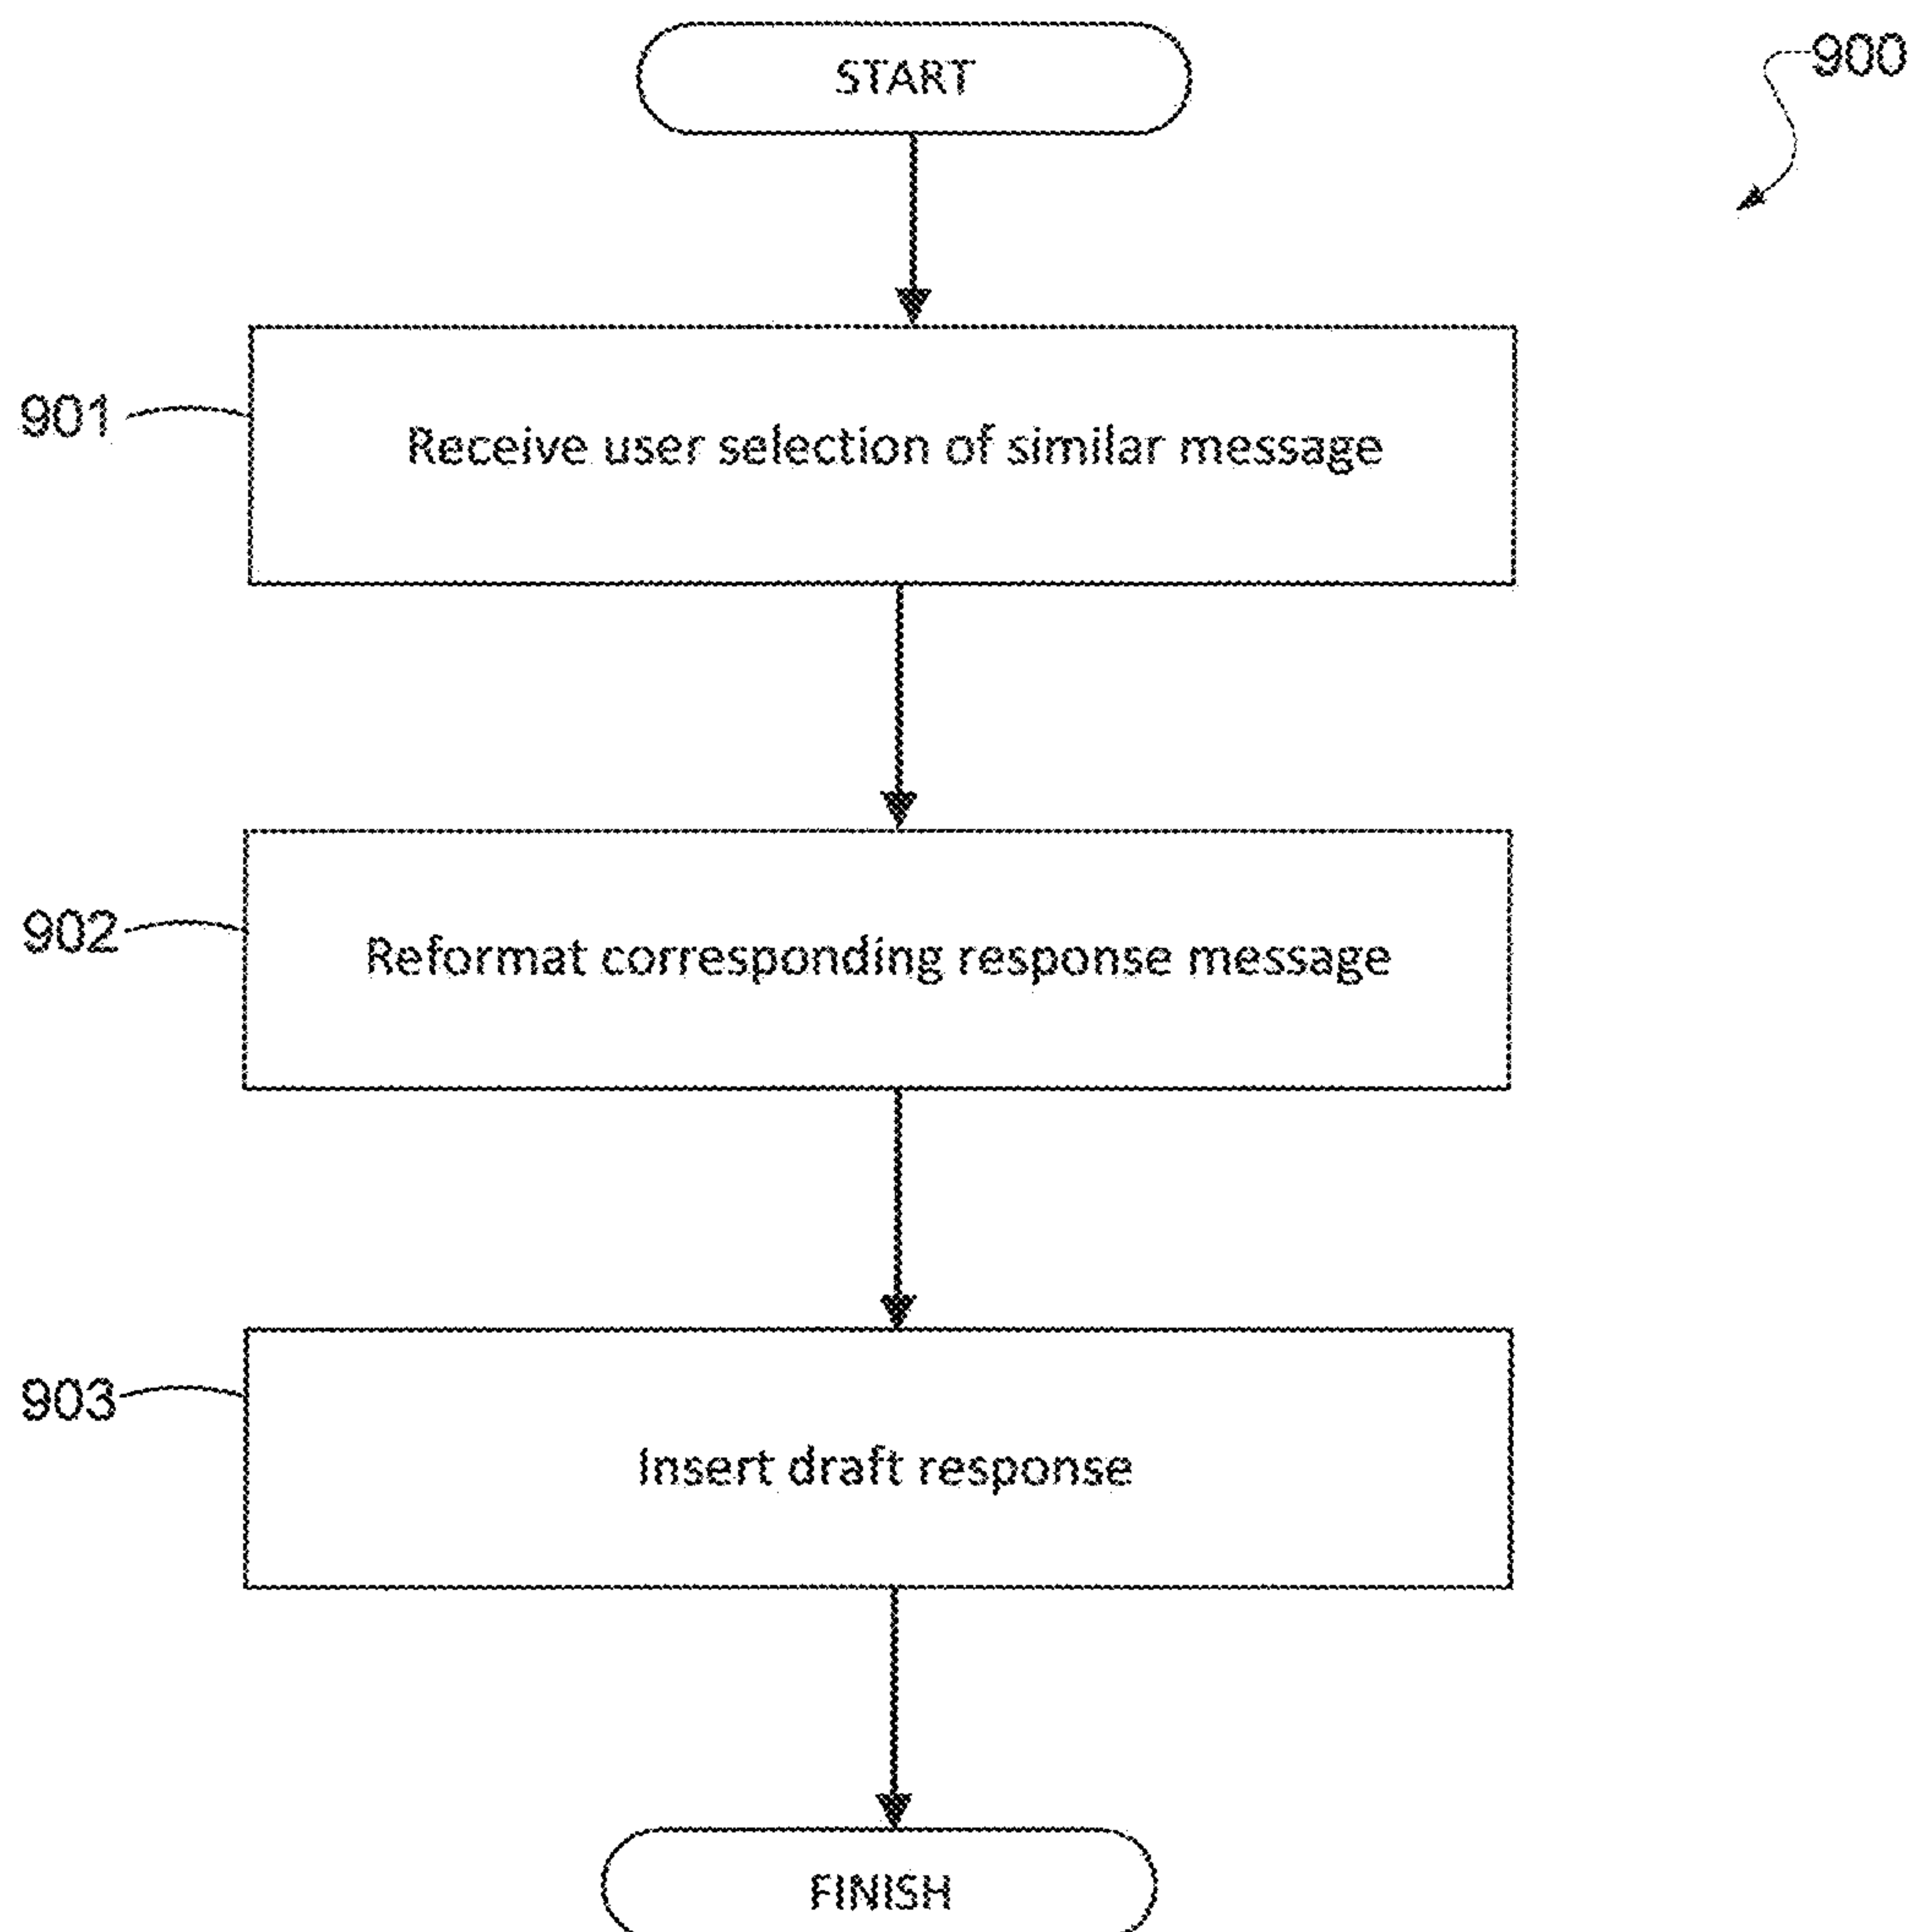 START
900
901
Receive user selection of similar message
902
Reformat corresponding response message
903
Insert draft response
FINISH